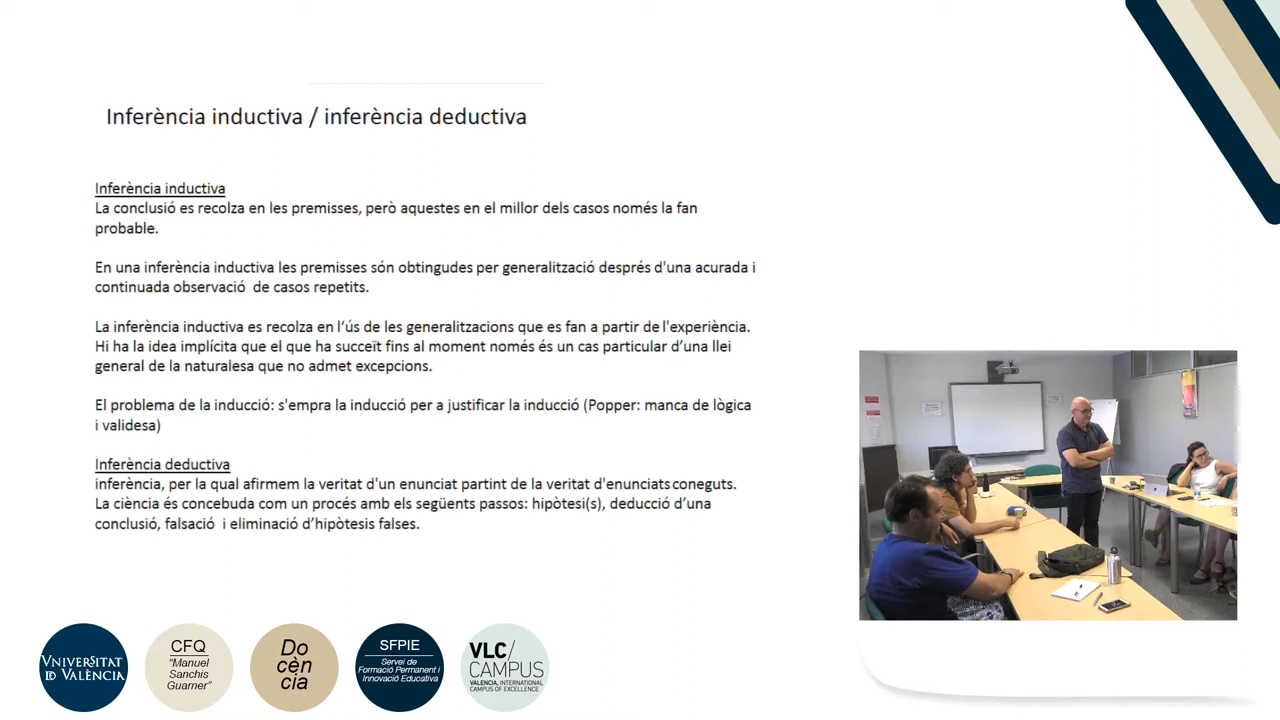 Inferència inductiva / inferència deductiva
Inferència inductiva
La conclusió es recolza en les premisses, però aquestes en el millor dels casos només la fan
probable.
En una inferència inductiva les premisses són obtingudes per generalització després d'una acurada i
continuada observació de casos repetits.
La inferència inductiva es recolza en l‘ús de les generalitzacions que es fan a partir de l'experiència.
Hi ha la idea implícita que el que ha succeït fins al moment només és un cas particular d’una llei
general de la naturalesa que no admet excepcions.
El problema de la inducció: s'empra la inducció per a justificar la inducció (Popper: manca de lògica
i validesa)
Inferència deductiva
inferència, per la qual afirmem la veritat d'un enunciat partint de la veritat d'enunciats coneguts.
La ciència és concebuda com un procés amb els següents passos: hipòtesi(s), deducció d’una
conclusió, falsació i eliminació d’hipòtesis falses.
VNIVERSITAT
ID VALÈNCIA
CFQ
“Manuel
Sanchis
Guarner”
Do
cèn
cia
SFPIE
Servei de
Formació Permanent i
Innovació Educativa
VLC/
CAMPUS
VALENCIA, INTERNATIONAL
CAMPUS OF EXCELLENCE